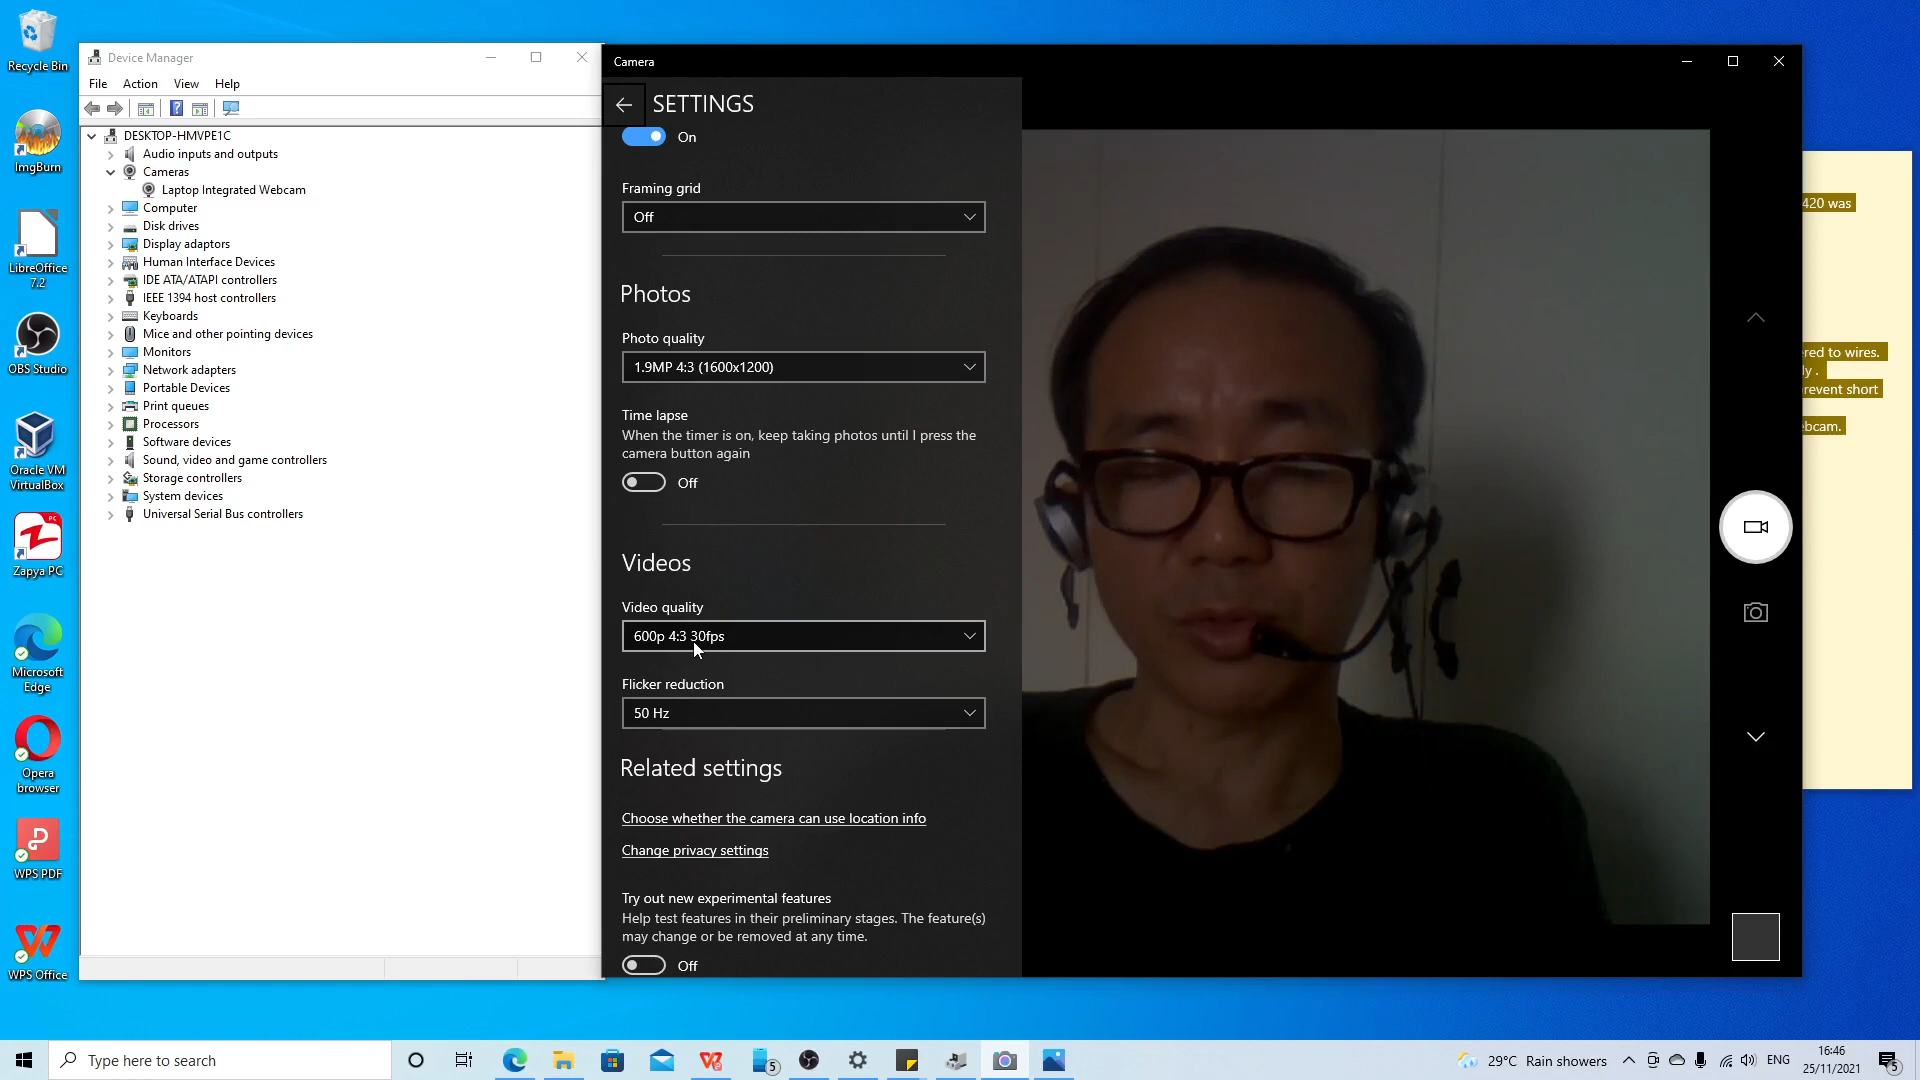 Recycle Bin
ImgBurn
LibreOffice
7.2
OBS Studio
Oracle VM
VirtualBox
Zapya PC
Microsoft
Edge
Opera
browser
WPS PDF
WPS Office
Device Manager
File Action View Help
DESKTOP-HMVPE1C
Audio inputs and outputs
Cameras
Laptop Integrated Webcam
Computer
Disk drives
Display adaptors
Human Interface Devices
IDE ATA/ATAPI controllers
IEEE 1394 host controllers
Keyboards
Mice and other pointing devices
Monitors
Network adapters
Portable Devices
Print queues
Processors
Software devices
Sound, video and game controllers
Storage controllers
System devices
Universal Serial Bus controllers
Camera
SETTINGS
On
Framing grid
Off
Photos
Photo quality
1.9MP 4:3 (1600x1200)
Time lapse
When the timer is on, keep taking photos until I press the
camera button again
Off
Videos
Video quality
600p 4:3 30fps
Flicker reduction
50 Hz
Related settings
Choose whether the camera can use location info
Change privacy settings
Try out new experimental features
Help test features in their preliminary stages. The feature(s)
may change or be removed at any time.
Off
420 was
ered to wires.
ly .
revent short
ebcam.
Type here to search
5
29°C Rain showers
ENG
16:46
25/11/2021
5